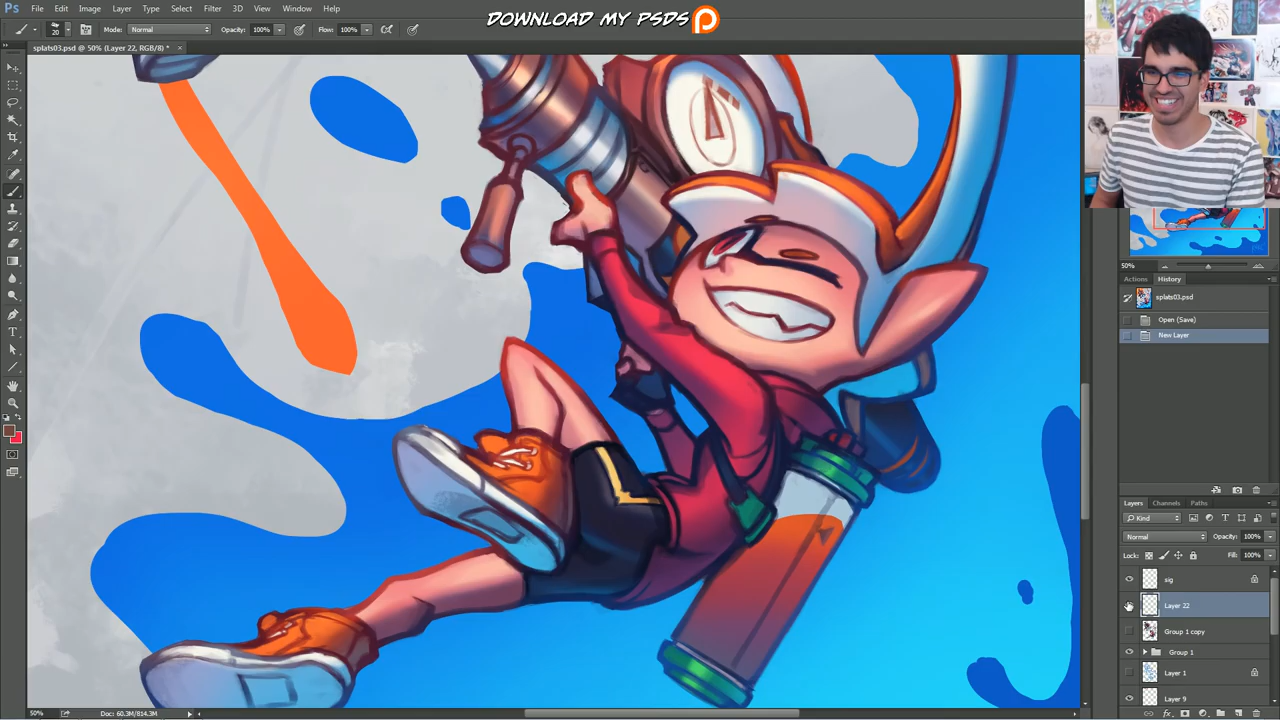 Ps File Edit Image Layer Type Select Filter 3D View Window Help
DOWNLOAD MY PSDS
20 Mode: Normal Opacity: 100% Flow: 100%
splats03.psd @ 50% (Layer 22, RGB/8) *
50%
Actions History
splats03.psd
Open (Save)
New Layer
Layers Channels Paths
Kind
Normal Opacity: 100%
Lock: Fill: 100%
sig
Layer 22
Group 1 copy
Group 1
Layer 1
Layer 9
50% Doc: 60.3M/814.3M